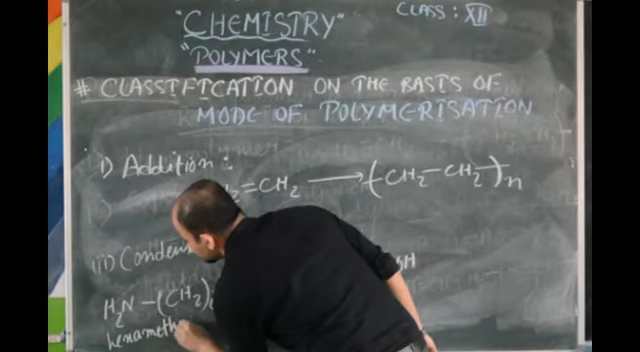 "CHEMISTRY"
CLASS : XII
"POLYMERS"
# CLASSIFICATION ON THE BASIS OF
MODE OF POLYMERISATION
i) Addition :
=CH₂ ⟶ (CH₂–CH₂)n
(ii) Conden
H₂N–(CH₂)
hexameth